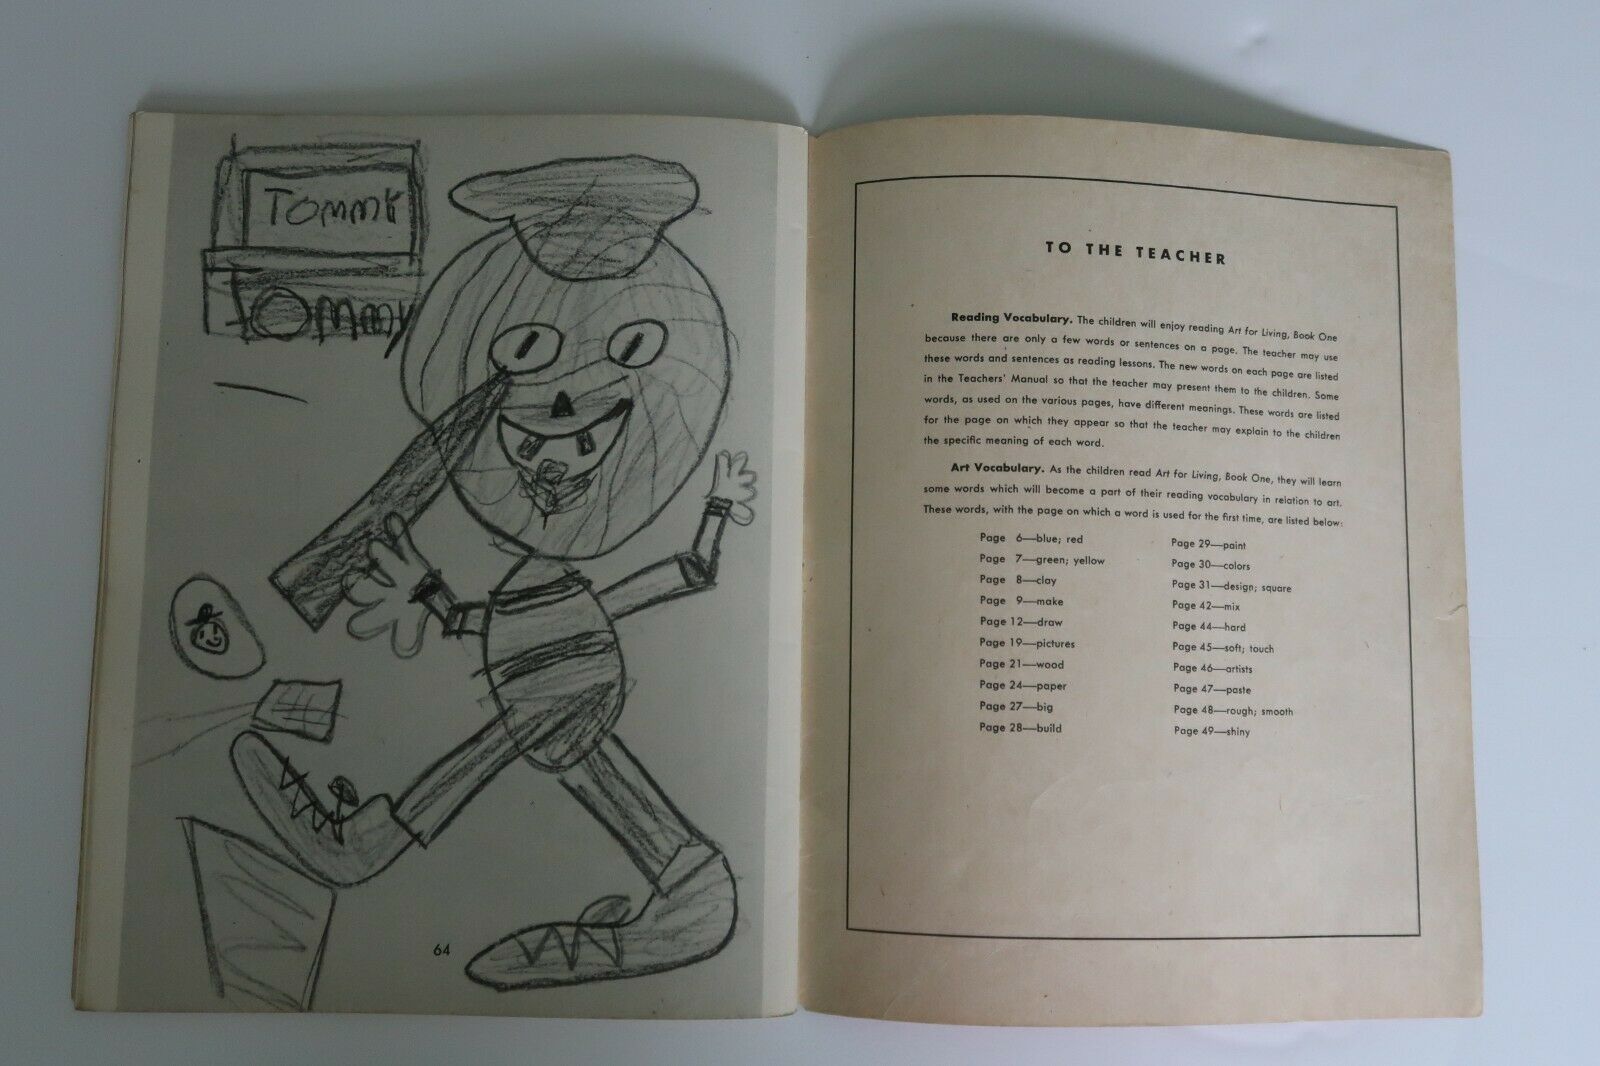 TOMMY
TOMMY
64
TO THE TEACHER
Reading Vocabulary. The children will enjoy reading Art for Living, Book One
because there are only a few words or sentences on a page. The teacher may use
these words and sentences as reading lessons. The new words on each page are listed
in the Teachers' Manual so that the teacher may present them to the children. Some
words, as used on the various pages, have different meanings. These words are listed
for the page on which they appear so that the teacher may explain to the children
the specific meaning of each word.
Art Vocabulary. As the children read Art for Living, Book One, they will learn
some words which will become a part of their reading vocabulary in relation to art.
These words, with the page on which a word is used for the first time, are listed below:
Page 6—blue; red
Page 7—green; yellow
Page 8—clay
Page 9—make
Page 12—draw
Page 19—pictures
Page 21—wood
Page 24—paper
Page 27—big
Page 28—build
Page 29—paint
Page 30—colors
Page 31—design; square
Page 42—mix
Page 44—hard
Page 45—soft; touch
Page 46—artists
Page 47—paste
Page 48—rough; smooth
Page 49—shiny